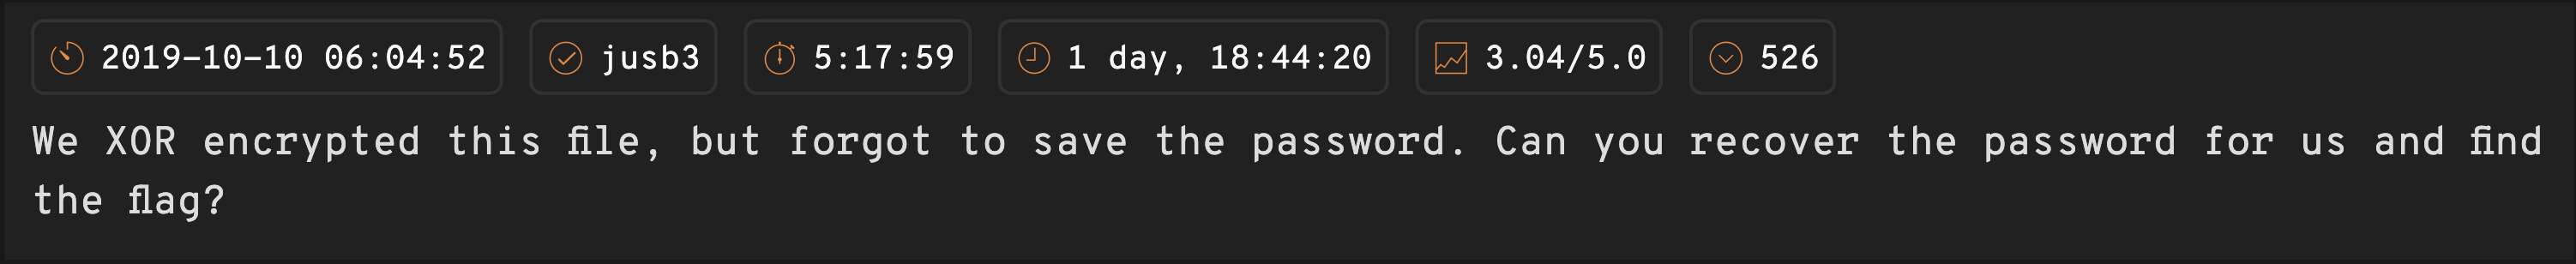 2019-10-10 06:04:52 jusb3 5:17:59 1 day, 18:44:20 3.04/5.0 526
We XOR encrypted this file, but forgot to save the password. Can you recover the password for us and find
the flag?